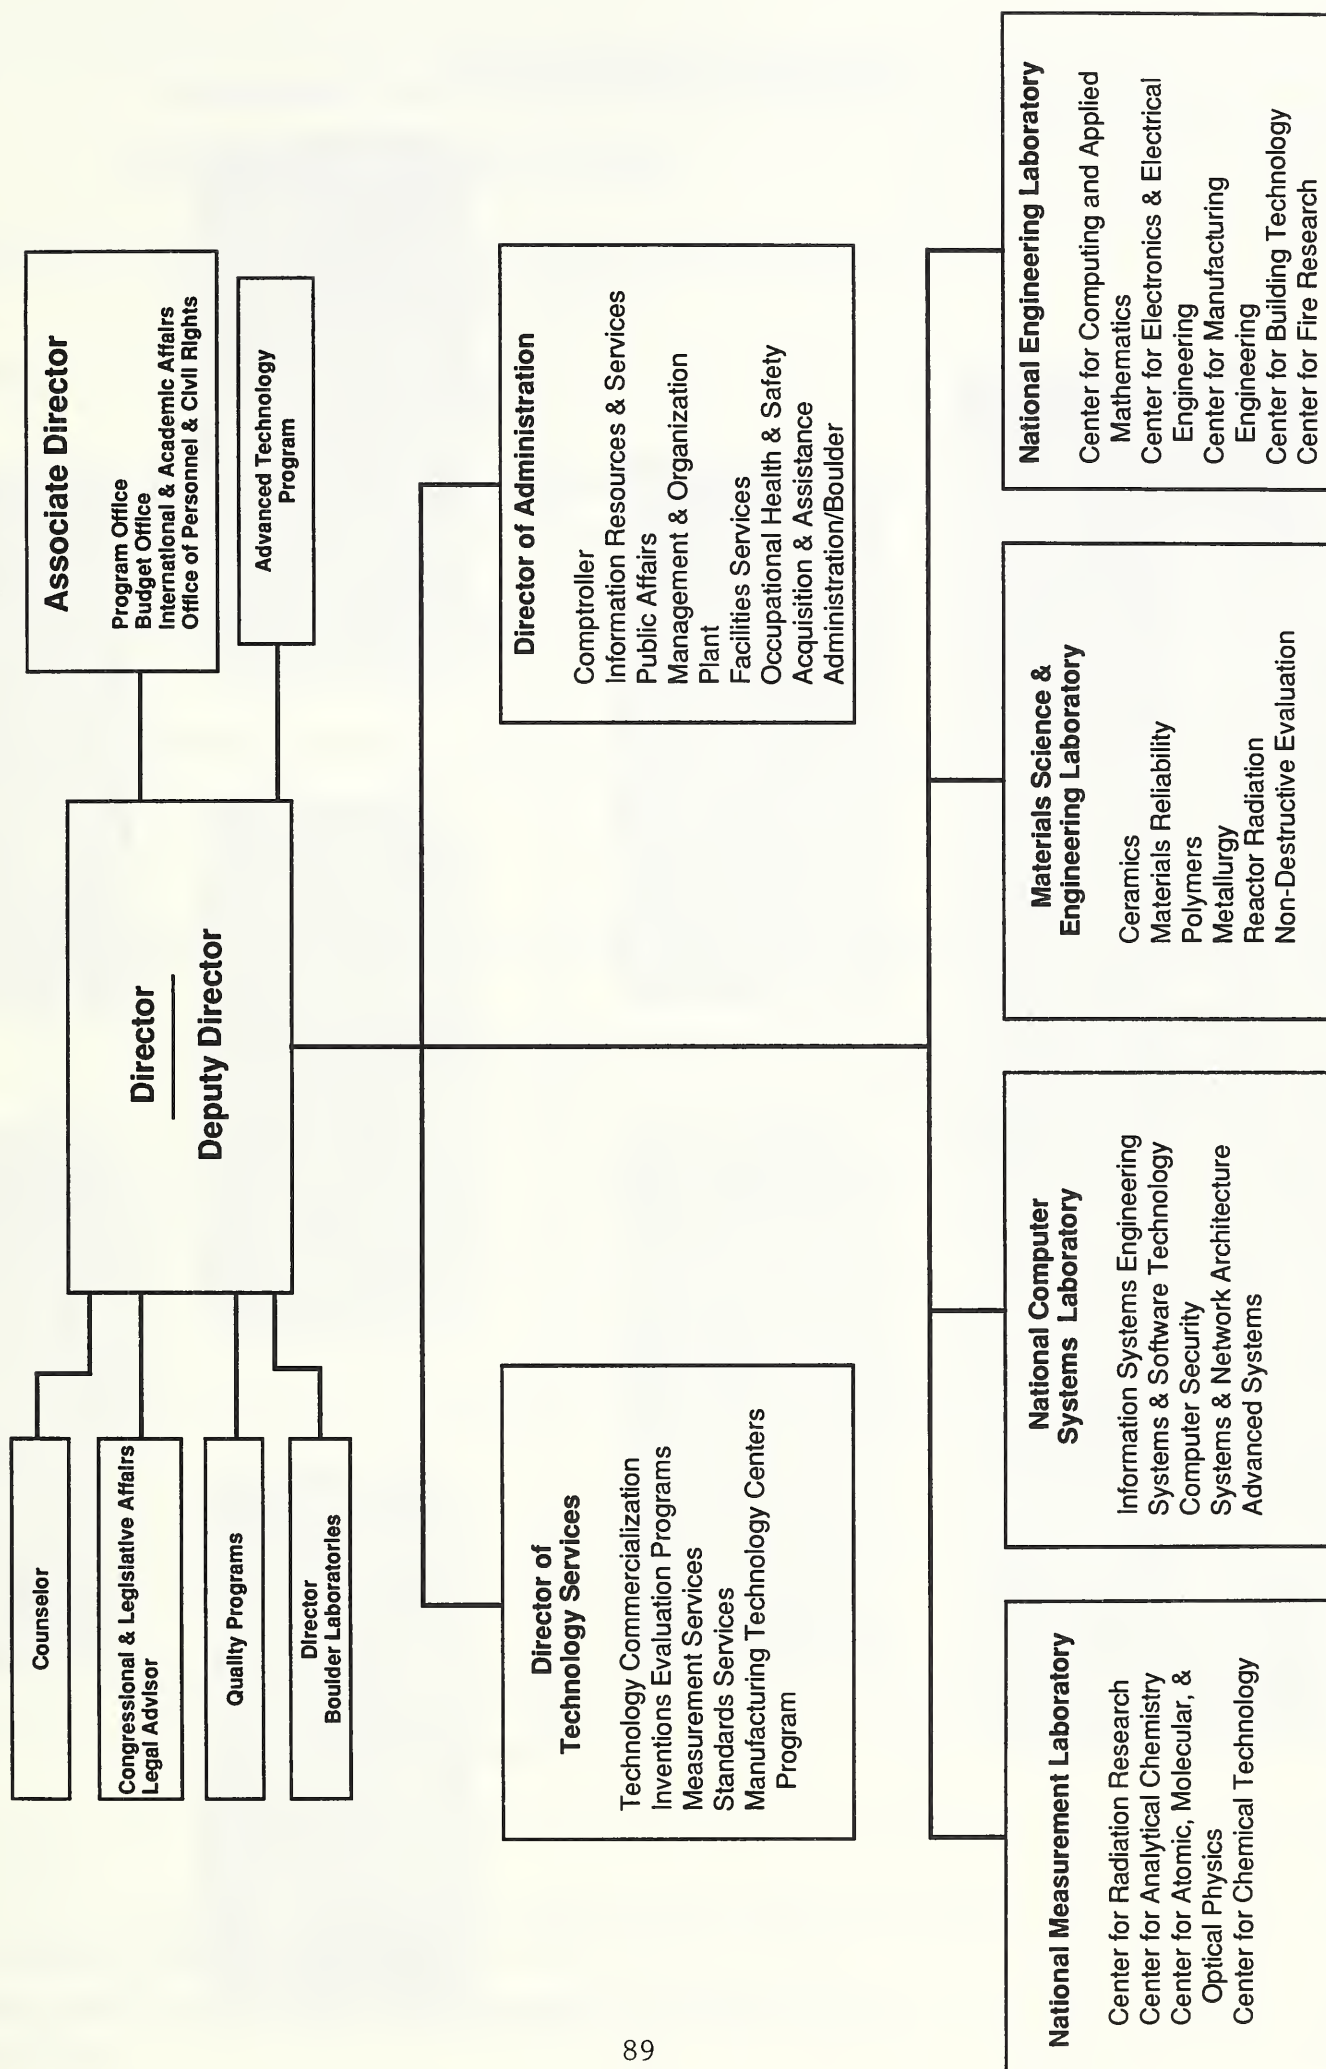 Counselor
Congressional & Legislative Affairs
Legal Advisor
Quality Programs
Director
Boulder Laboratories
Director
Deputy Director
Associate Director
Program Office
Budget Office
International & Academic Affairs
Office of Personnel & Civil Rights
Advanced Technology
Program
Director of
Technology Services
Technology Commercialization
Inventions Evaluation Programs
Measurement Services
Standards Services
Manufacturing Technology Centers
Program
Director of Administration
Comptroller
Information Resources & Services
Public Affairs
Management & Organization
Plant
Facilities Services
Occupational Health & Safety
Acquisition & Assistance
Administration/Boulder
National Measurement Laboratory
Center for Radiation Research
Center for Analytical Chemistry
Center for Atomic, Molecular, &
Optical Physics
Center for Chemical Technology
National Computer
Systems Laboratory
Information Systems Engineering
Systems & Software Technology
Computer Security
Systems & Network Architecture
Advanced Systems
Materials Science &
Engineering Laboratory
Ceramics
Materials Reliability
Polymers
Metallurgy
Reactor Radiation
Non-Destructive Evaluation
National Engineering Laboratory
Center for Computing and Applied
Mathematics
Center for Electronics & Electrical
Engineering
Center for Manufacturing
Engineering
Center for Building Technology
Center for Fire Research
89